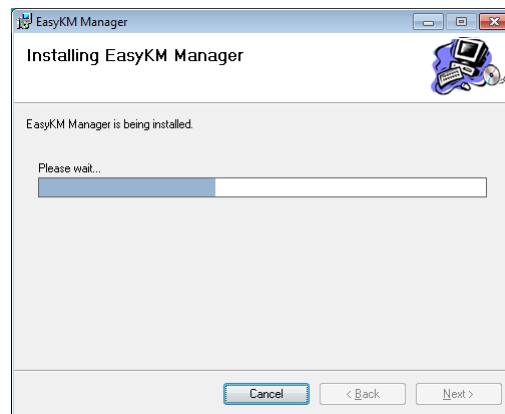 EasyKM Manager
Installing EasyKM Manager
EasyKM Manager is being installed.
Please wait...
Cancel
< Back
Next >